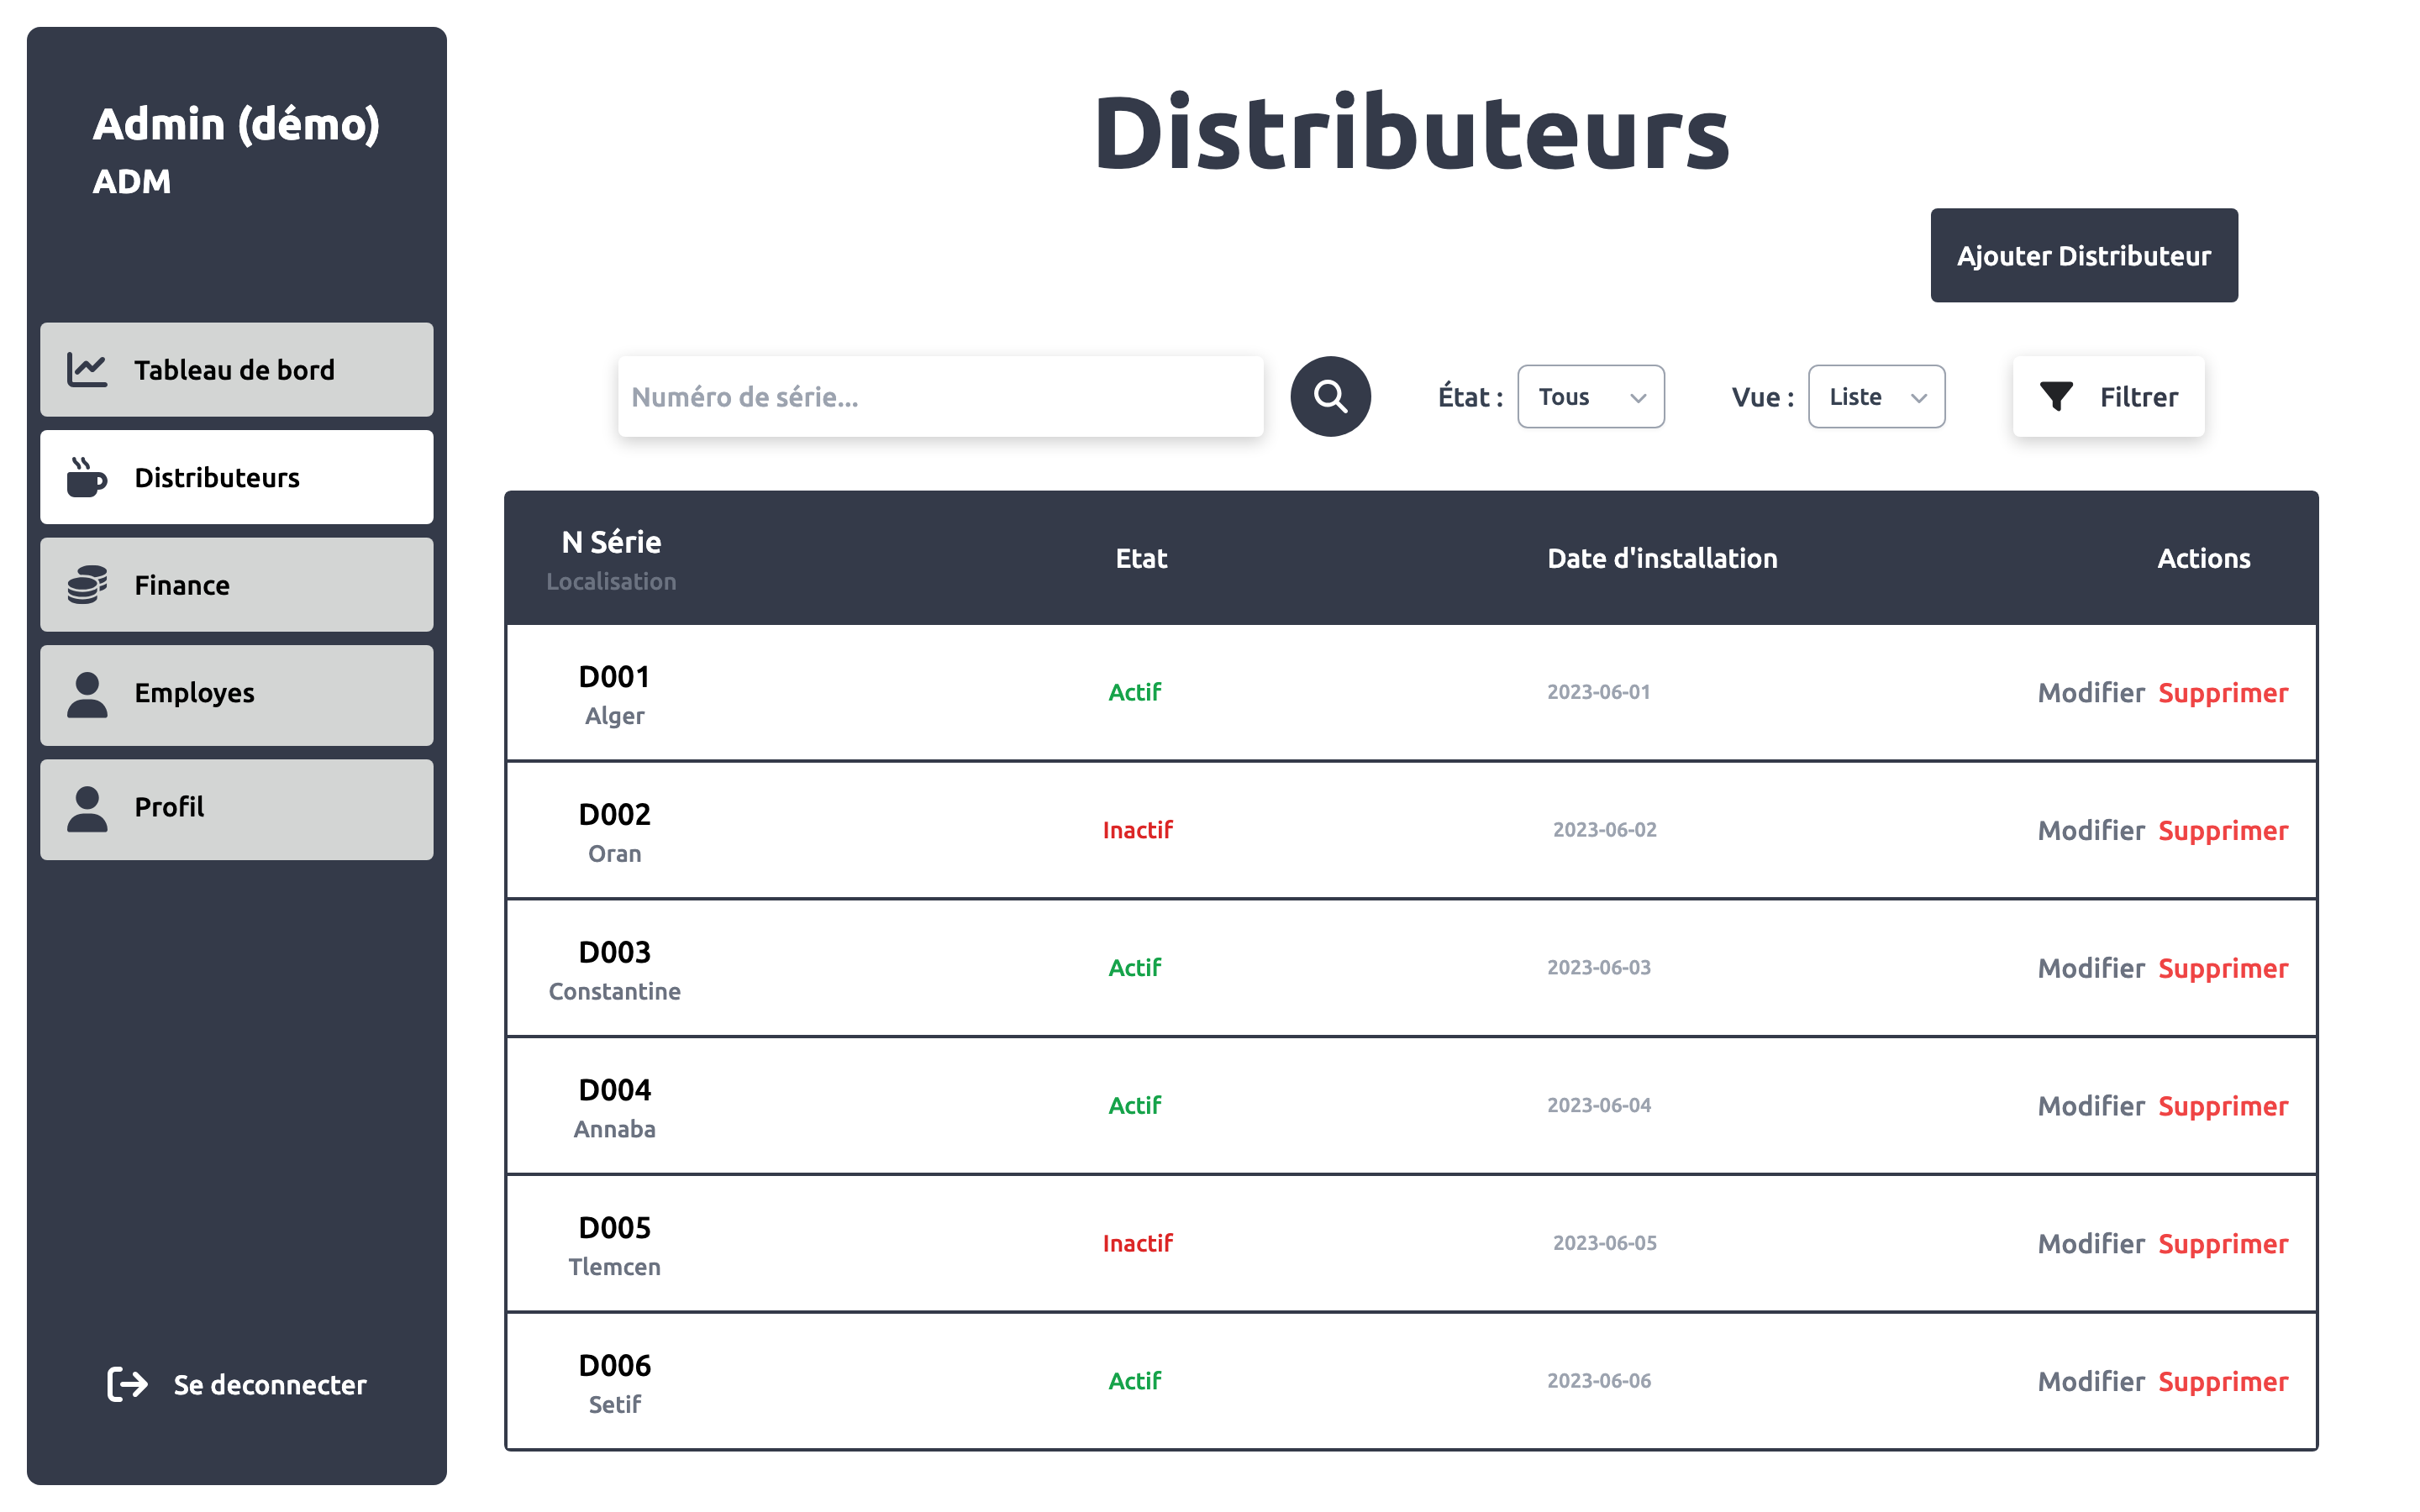 Admin (démo)
ADM
Tableau de bord
Distributeurs
Finance
Employes
Profil
Se deconnecter
Distributeurs
Ajouter Distributeur
Numéro de série...
État : Tous
Vue : Liste
Filtrer
N Série
Localisation
Etat
Date d'installation
Actions
D001
Alger
Actif
2023-06-01
Modifier Supprimer
D002
Oran
Inactif
2023-06-02
Modifier Supprimer
D003
Constantine
Actif
2023-06-03
Modifier Supprimer
D004
Annaba
Actif
2023-06-04
Modifier Supprimer
D005
Tlemcen
Inactif
2023-06-05
Modifier Supprimer
D006
Setif
Actif
2023-06-06
Modifier Supprimer